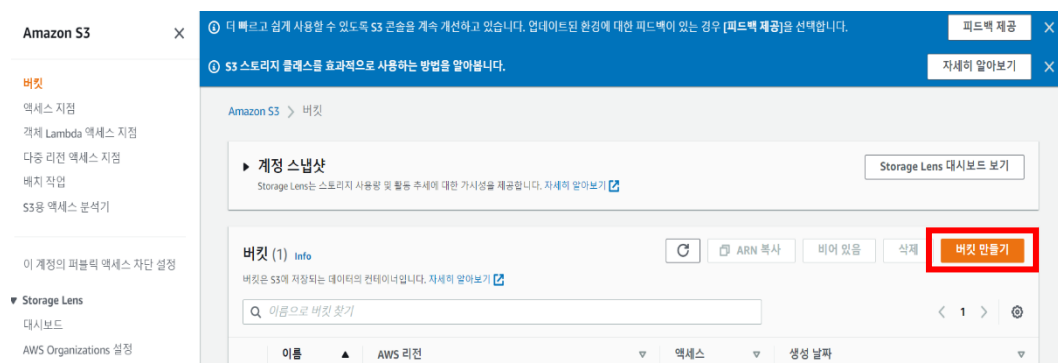 Amazon S3
버킷
액세스 지점
객체 Lambda 액세스 지점
다중 리전 액세스 지점
배치 작업
S3용 액세스 분석기
이 계정의 퍼블릭 액세스 차단 설정
▼ Storage Lens
대시보드
AWS Organizations 설정
더 빠르고 쉽게 사용할 수 있도록 S3 콘솔을 계속 개선하고 있습니다. 업데이트된 환경에 대한 피드백이 있는 경우 [피드백 제공]을 선택합니다. 피드백 제공
S3 스토리지 클래스를 효과적으로 사용하는 방법을 알아봅니다. 자세히 알아보기
Amazon S3 > 버킷
▶ 계정 스냅샷 Storage Lens 대시보드 보기
Storage Lens는 스토리지 사용량 및 활동 추세에 대한 가시성을 제공합니다. 자세히 알아보기
버킷 (1) Info ARN 복사 비어 있음 삭제 버킷 만들기
버킷은 S3에 저장되는 데이터의 컨테이너입니다. 자세히 알아보기
이름으로 버킷 찾기 < 1 >
이름 ▲ AWS 리전 ▽ 액세스 ▽ 생성 날짜 ▽